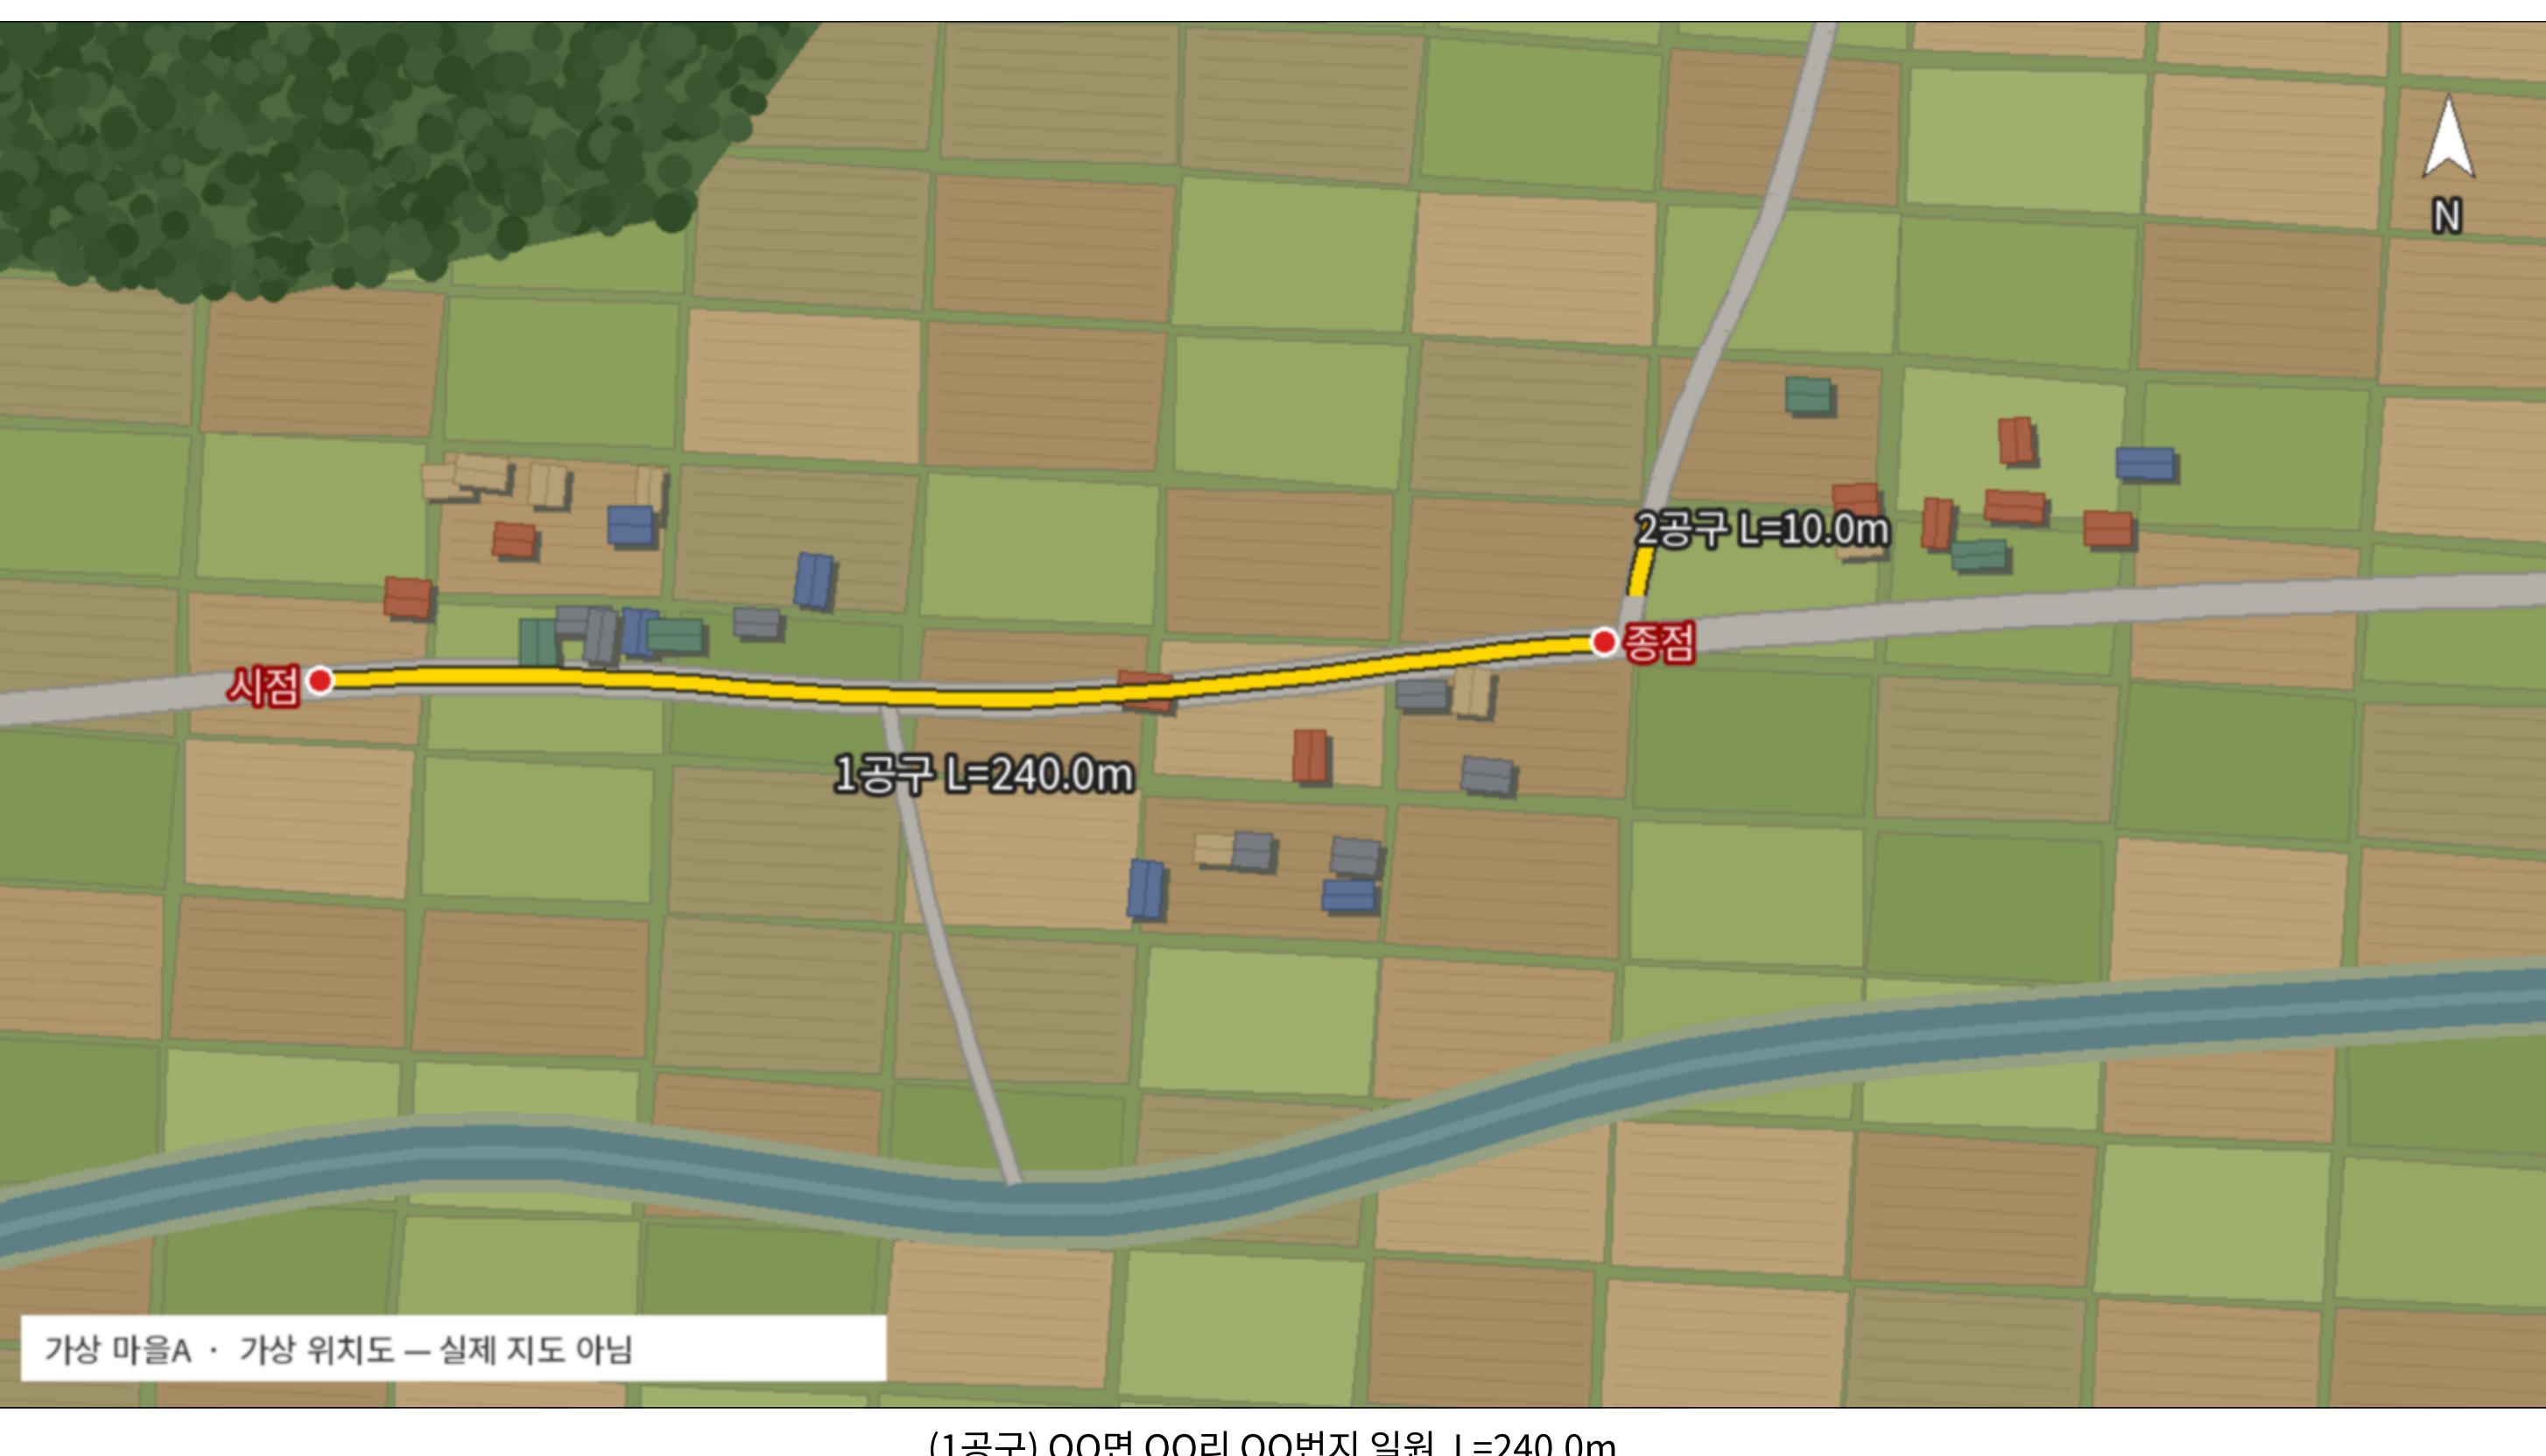 N
2공구 L=10.0m
종점
시점
1공구 L=240.0m
가상 마을A · 가상 위치도 — 실제 지도 아님
(1공구) OO면 OO리 OO번지 일원 L=240.0m